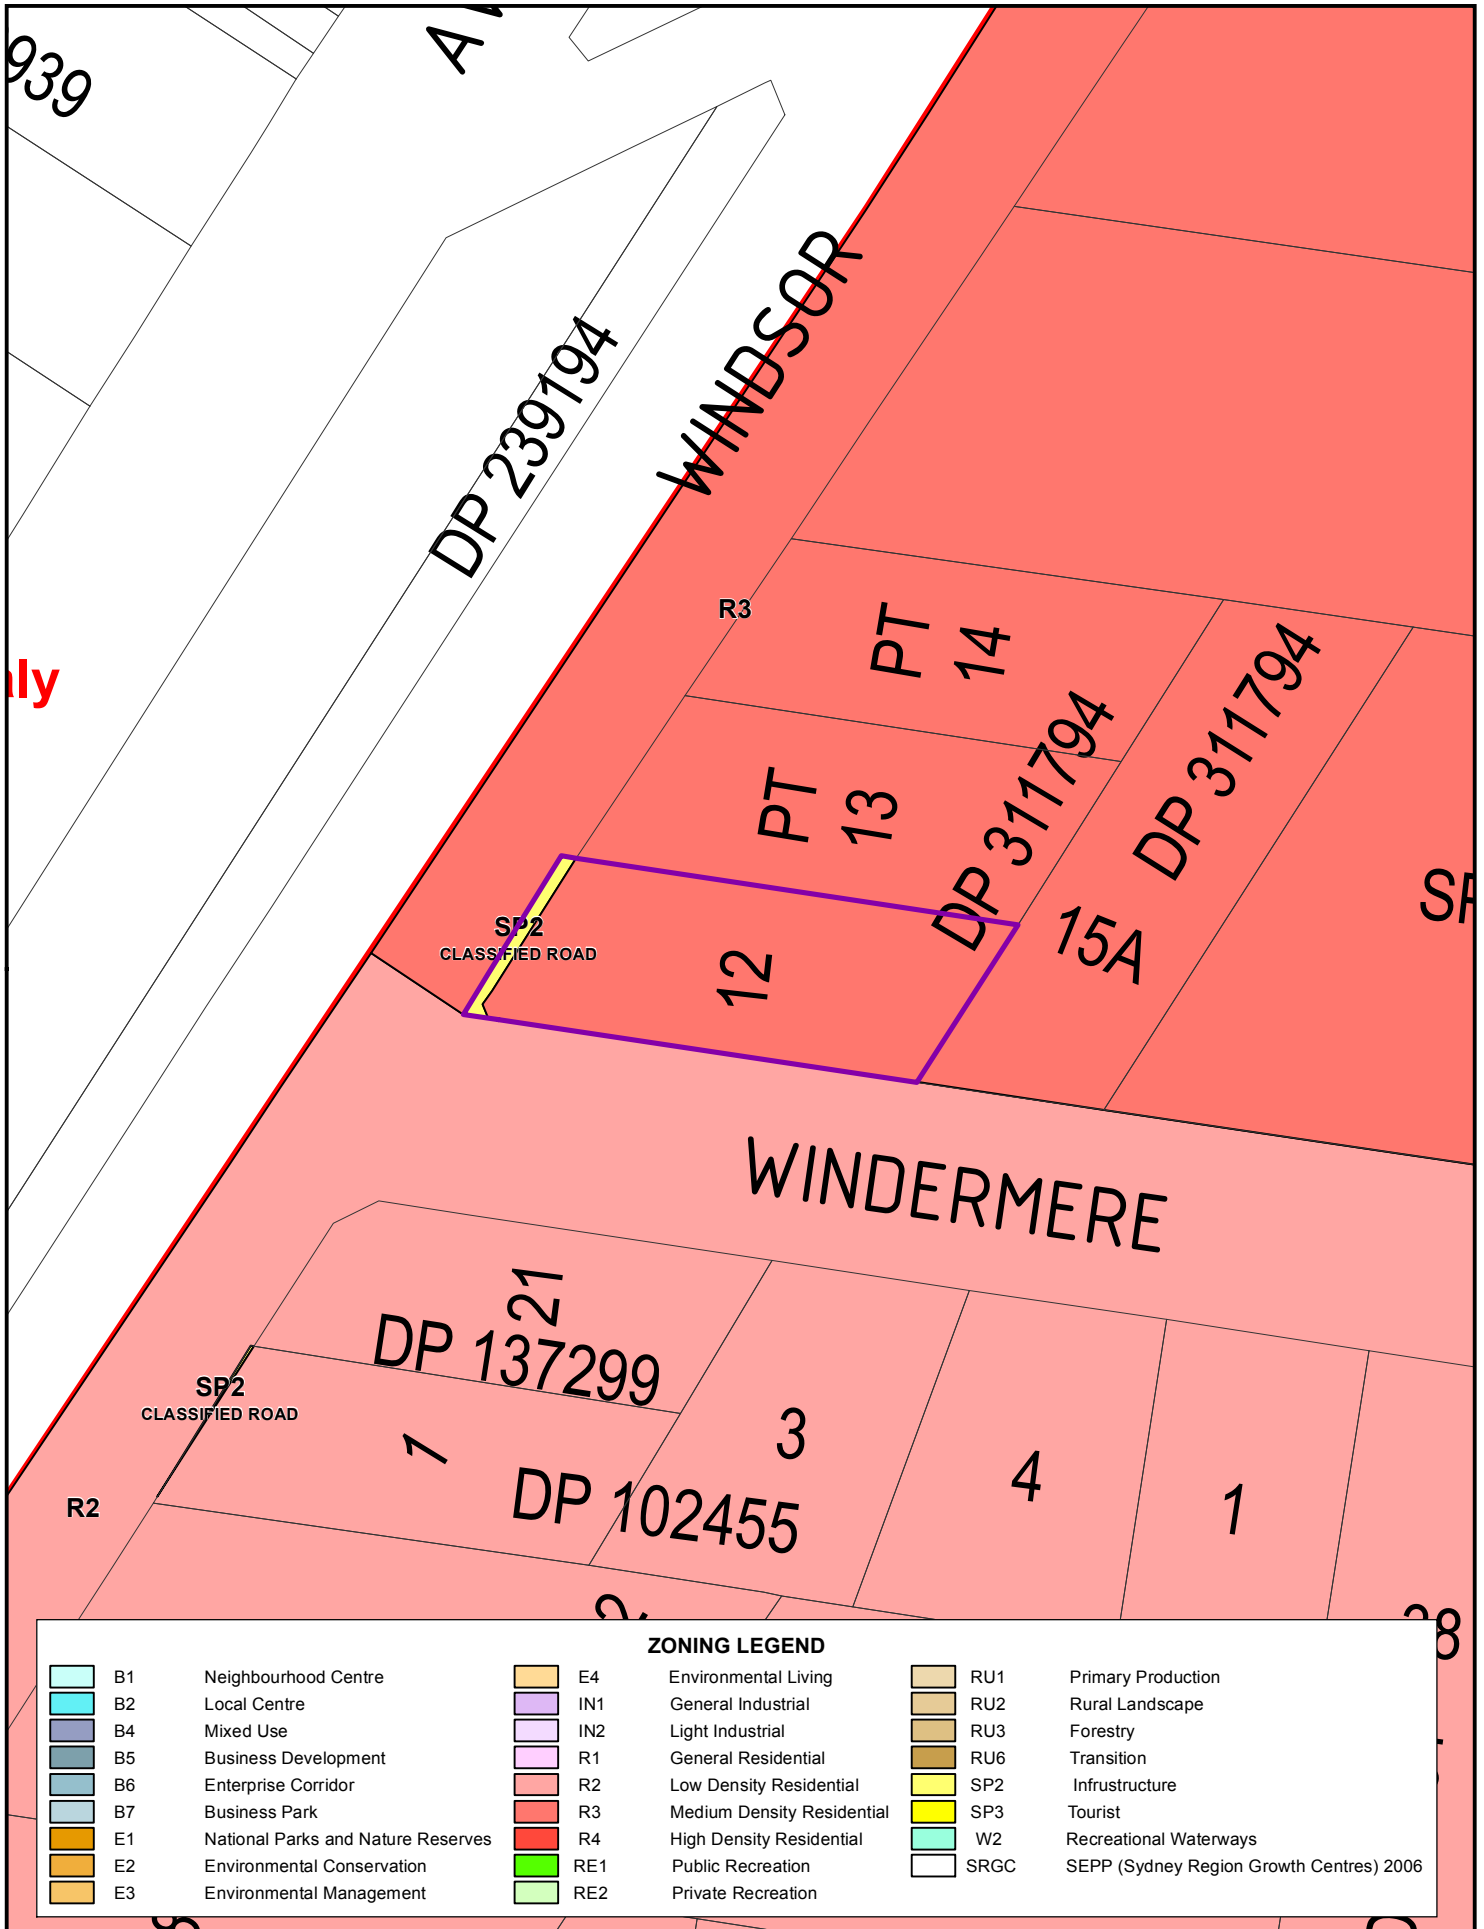 939
DP 239194
WINDSOR
R3
PT
14
DP 311794
DP 311794
PT
13
SP2
CLASSIFIED ROAD
12
15A
WINDERMERE
21
DP 137299
SP2
CLASSIFIED ROAD
1
3
4
1
DP 102455
R2
ZONING LEGEND
B1 Neighbourhood Centre
B2 Local Centre
B4 Mixed Use
B5 Business Development
B6 Enterprise Corridor
B7 Business Park
E1 National Parks and Nature Reserves
E2 Environmental Conservation
E3 Environmental Management
E4 Environmental Living
IN1 General Industrial
IN2 Light Industrial
R1 General Residential
R2 Low Density Residential
R3 Medium Density Residential
R4 High Density Residential
RE1 Public Recreation
RE2 Private Recreation
RU1 Primary Production
RU2 Rural Landscape
RU3 Forestry
RU6 Transition
SP2 Infrustructure
SP3 Tourist
W2 Recreational Waterways
SRGC SEPP (Sydney Region Growth Centres) 2006